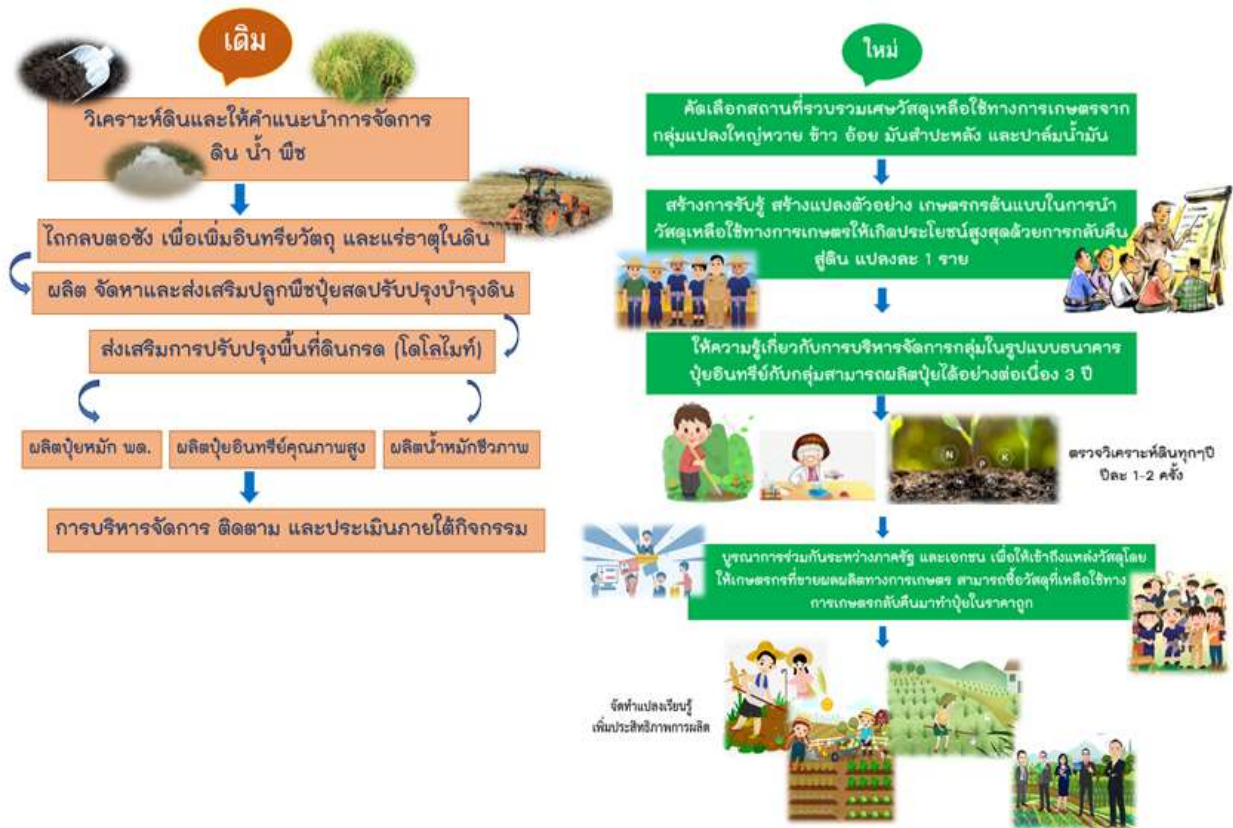 เดิม
วิเคราะห์ดินและให้คำแนะนำการจัดการ
ดิน น้ำ พืช
ไถกลบตอซัง เพื่อเพิ่มอินทรียวัตถุ และแร่ธาตุในดิน
ผลิต จัดหาและส่งเสริมปลูกพืชปุ๋ยสดปรับปรุงบำรุงดิน
ส่งเสริมการปรับปรุงพื้นที่ดินกรด (โดโลไมท์)
ผลิตปุ๋ยหมัก พด.
ผลิตปุ๋ยอินทรีย์คุณภาพสูง
ผลิตน้ำหมักชีวภาพ
การบริหารจัดการ ติดตาม และประเมินภายใต้กิจกรรม
ใหม่
คัดเลือกสถานที่รวบรวมเศษวัสดุเหลือใช้ทางการเกษตรจาก
กลุ่มแปลงใหญ่หวาย ข้าว อ้อย มันสำปะหลัง และปาล์มน้ำมัน
สร้างการรับรู้ สร้างแปลงตัวอย่าง เกษตรกรต้นแบบในการนำ
วัสดุเหลือใช้ทางการเกษตรให้เกิดประโยชน์สูงสุดด้วยการกลับคืน
สู่ดิน แปลงละ 1 ราย
ให้ความรู้เกี่ยวกับการบริหารจัดการกลุ่มในรูปแบบธนาคาร
ปุ๋ยอินทรีย์กับกลุ่มสามารถผลิตปุ๋ยได้อย่างต่อเนื่อง 3 ปี
N P K
ตรวจวิเคราะห์ดินทุกๆปี
ปีละ 1-2 ครั้ง
บูรณาการร่วมกันระหว่างภาครัฐ และเอกชน เพื่อให้เข้าถึงแหล่งวัสดุโดย
ให้เกษตรกรที่ขายผลผลิตทางการเกษตร สามารถซื้อวัสดุที่เหลือใช้ทาง
การเกษตรกลับคืนมาทำปุ๋ยในราคาถูก
จัดทำแปลงเรียนรู้
เพิ่มประสิทธิภาพการผลิต